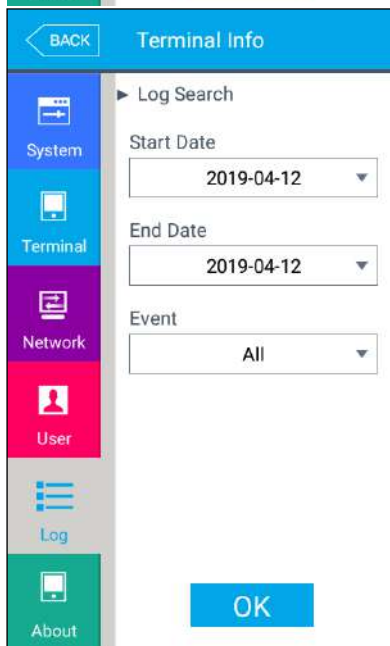 BACK
Terminal Info
System
Terminal
Network
User
Log
About
► Log Search
Start Date
2019-04-12
End Date
2019-04-12
Event
All
OK